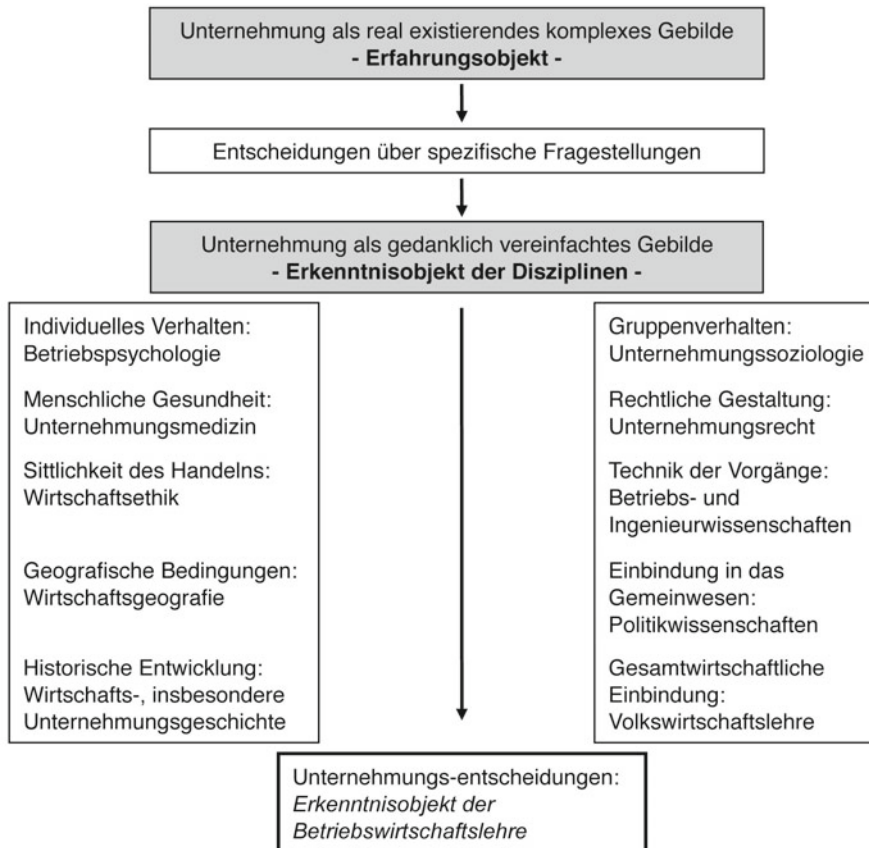 Unternehmung als real existierendes komplexes Gebilde
- Erfahrungsobjekt -
Entscheidungen über spezifische Fragestellungen
Unternehmung als gedanklich vereinfachtes Gebilde
- Erkenntnisobjekt der Disziplinen -
Individuelles Verhalten:
Betriebspsychologie
Menschliche Gesundheit:
Unternehmungsmedizin
Sittlichkeit des Handelns:
Wirtschaftsethik
Geografische Bedingungen:
Wirtschaftsgeografie
Historische Entwicklung:
Wirtschafts-, insbesondere
Unternehmungsgeschichte
Gruppenverhalten:
Unternehmungssoziologie
Rechtliche Gestaltung:
Unternehmungsrecht
Technik der Vorgänge:
Betriebs- und
Ingenieurwissenschaften
Einbindung in das
Gemeinwesen:
Politikwissenschaften
Gesamtwirtschaftliche
Einbindung:
Volkswirtschaftslehre
Unternehmungs-entscheidungen:
Erkenntnisobjekt der
Betriebswirtschaftslehre